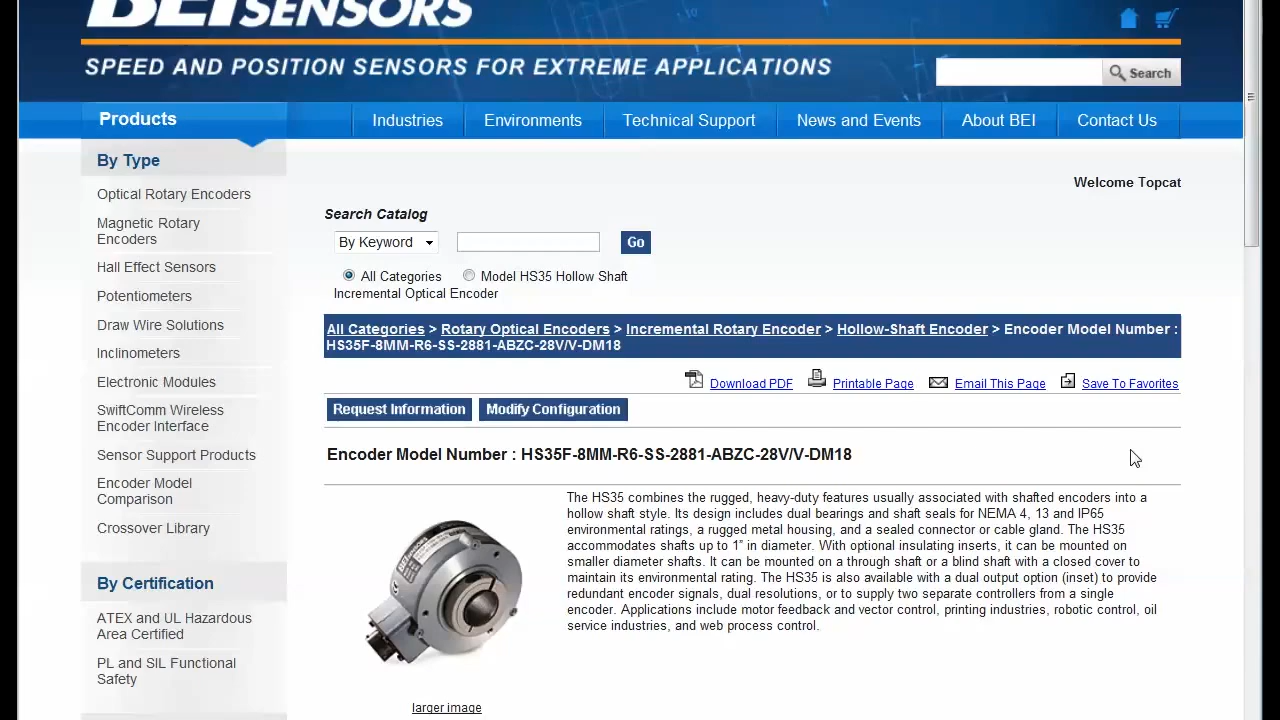 BEI SENSORS
SPEED AND POSITION SENSORS FOR EXTREME APPLICATIONS
Search
Products
Industries
Environments
Technical Support
News and Events
About BEI
Contact Us
By Type
Optical Rotary Encoders
Magnetic Rotary
Encoders
Hall Effect Sensors
Potentiometers
Draw Wire Solutions
Inclinometers
Electronic Modules
SwiftComm Wireless
Encoder Interface
Sensor Support Products
Encoder Model
Comparison
Crossover Library
By Certification
ATEX and UL Hazardous
Area Certified
PL and SIL Functional
Safety
Welcome Topcat
Search Catalog
By Keyword
Go
All Categories
Model HS35 Hollow Shaft
Incremental Optical Encoder
All Categories > Rotary Optical Encoders > Incremental Rotary Encoder > Hollow-Shaft Encoder > Encoder Model Number :
HS35F-8MM-R6-SS-2881-ABZC-28V/V-DM18
Download PDF
Printable Page
Email This Page
Save To Favorites
Request Information
Modify Configuration
Encoder Model Number : HS35F-8MM-R6-SS-2881-ABZC-28V/V-DM18
The HS35 combines the rugged, heavy-duty features usually associated with shafted encoders into a
hollow shaft style. Its design includes dual bearings and shaft seals for NEMA 4, 13 and IP65
environmental ratings, a rugged metal housing, and a sealed connector or cable gland. The HS35
accommodates shafts up to 1” in diameter. With optional insulating inserts, it can be mounted on
smaller diameter shafts. It can be mounted on a through shaft or a blind shaft with a closed cover to
maintain its environmental rating. The HS35 is also available with a dual output option (inset) to provide
redundant encoder signals, dual resolutions, or to supply two separate controllers from a single
encoder. Applications include motor feedback and vector control, printing industries, robotic control, oil
service industries, and web process control.
larger image